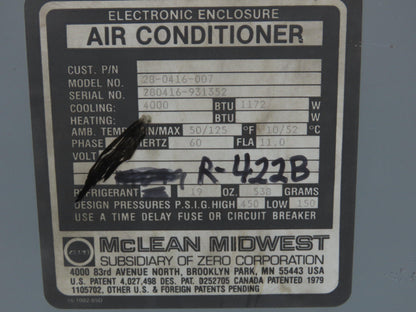 ELECTRONIC ENCLOSURE
AIR CONDITIONER
CUST. P/N
MODEL NO. 28-0416-007
SERIAL NO. Z80416-931352
COOLING: 4000 BTU 1172 W
HEATING: BTU W
AMB. TEMP. MIN/MAX 50/125 °F 10/52 °C
PHASE HERTZ 60 FLA 11.0
VOLT
R-422B
REFRIGERANT 19 OZ. 538 GRAMS
DESIGN PRESSURES P.S.I.G. HIGH 450 LOW 150
USE A TIME DELAY FUSE OR CIRCUIT BREAKER
McLEAN MIDWEST
SUBSIDIARY OF ZERO CORPORATION
4000 83rd AVENUE NORTH, BROOKLYN PARK, MN 55443 USA
U.S. PATENT 4,027,498 DES. PAT. D252705 CANADA PATENTED 1979
1105702, OTHER U.S. & FOREIGN PATENTS PENDING